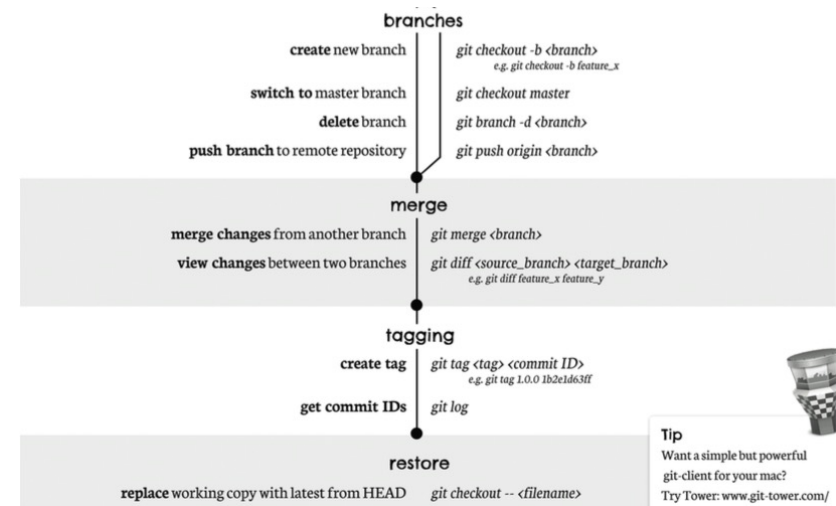 branches
create new branch git checkout -b <branch>
e.g. git checkout -b feature_x
switch to master branch git checkout master
delete branch git branch -d <branch>
push branch to remote repository git push origin <branch>
merge
merge changes from another branch git merge <branch>
view changes between two branches git diff <source_branch> <target_branch>
e.g. git diff feature_x feature_y
tagging
create tag git tag <tag> <commit ID>
e.g. git tag 1.0.0 1b2e1d63ff
get commit IDs git log
restore
replace working copy with latest from HEAD git checkout -- <filename>
Tip
Want a simple but powerful
git-client for your mac?
Try Tower: www.git-tower.com/